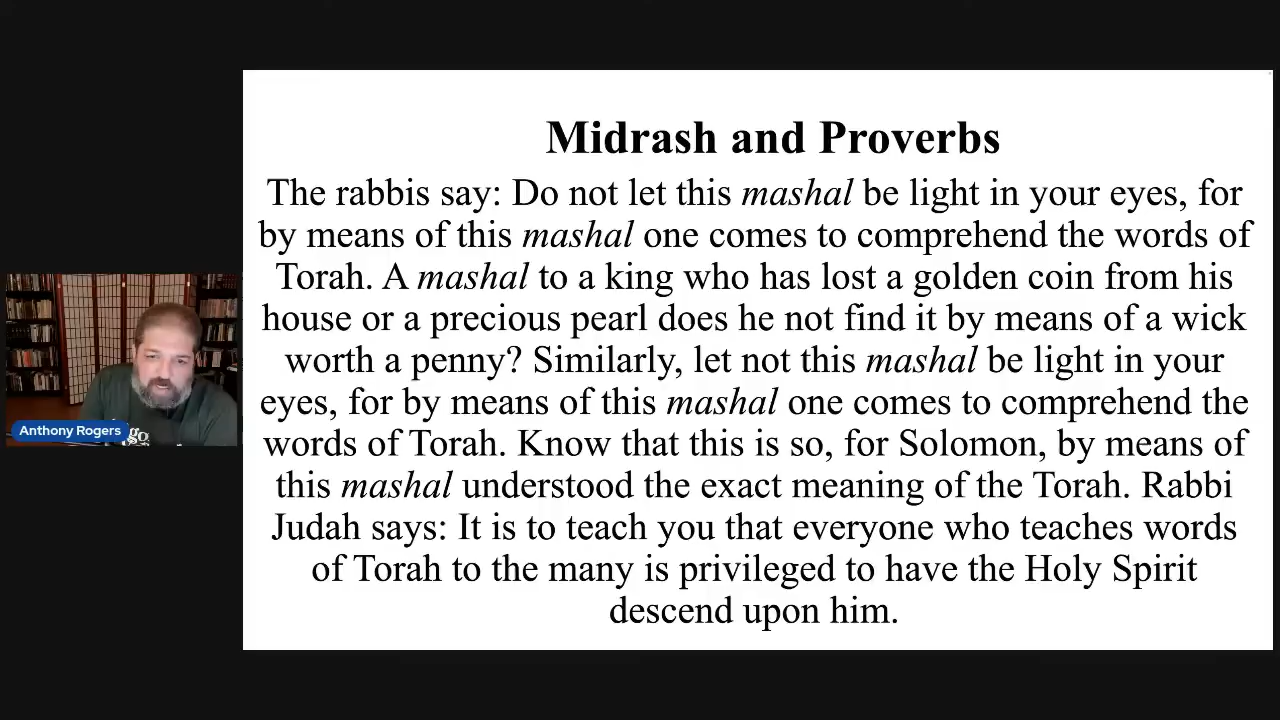 Midrash and Proverbs
The rabbis say: Do not let this mashal be light in your eyes, for
by means of this mashal one comes to comprehend the words of
Torah. A mashal to a king who has lost a golden coin from his
house or a precious pearl does he not find it by means of a wick
worth a penny? Similarly, let not this mashal be light in your
eyes, for by means of this mashal one comes to comprehend the
words of Torah. Know that this is so, for Solomon, by means of
this mashal understood the exact meaning of the Torah. Rabbi
Judah says: It is to teach you that everyone who teaches words
of Torah to the many is privileged to have the Holy Spirit
descend upon him.
Anthony Rogers